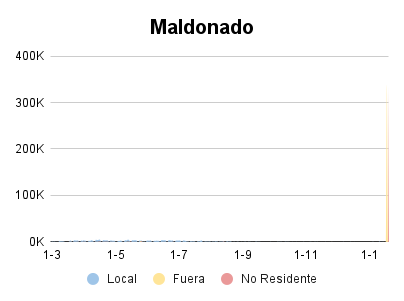 Maldonado
400K
300K
200K
100K
0K
1-3 1-5 1-7 1-9 1-11 1-1
Local Fuera No Residente